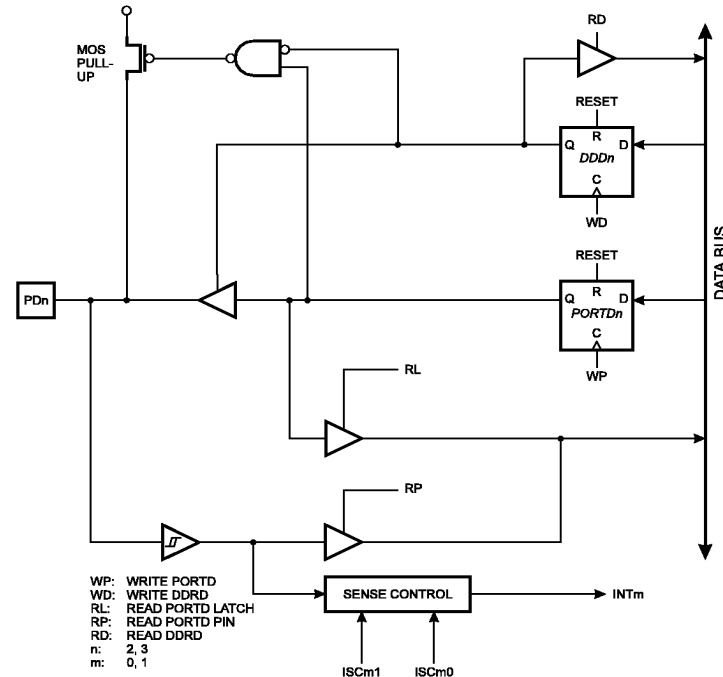 RD
MOS
PULL-
UP
RESET
R
Q
D
DDDn
C
WD
DATA BUS
RESET
PDn
R
Q
D
PORTDn
C
WP
RL
RP
WP: WRITE PORTD
WD: WRITE DDRD
RL: READ PORTD LATCH
RP: READ PORTD PIN
RD: READ DDRD
n: 2, 3
m: 0, 1
SENSE CONTROL
INTm
ISCm1
ISCm0